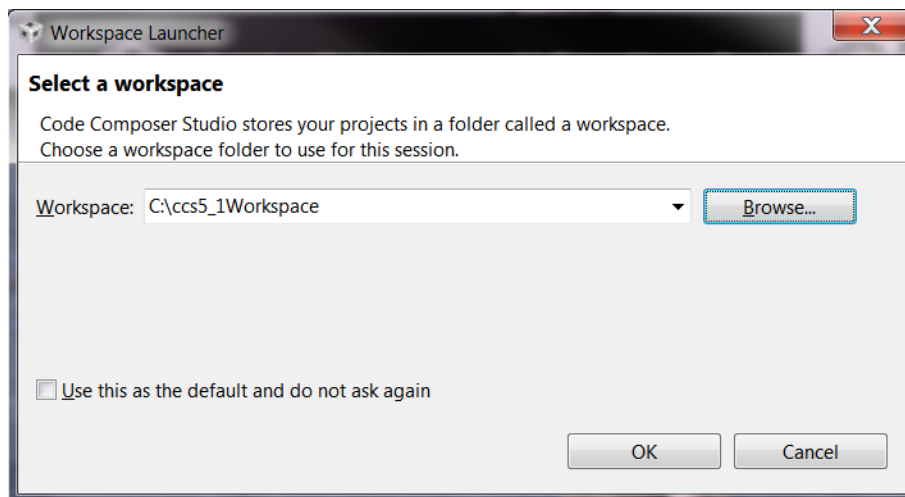 Workspace Launcher
Select a workspace
Code Composer Studio stores your projects in a folder called a workspace.
Choose a workspace folder to use for this session.
Workspace: C:\ccs5_1Workspace Browse...
Use this as the default and do not ask again
OK Cancel